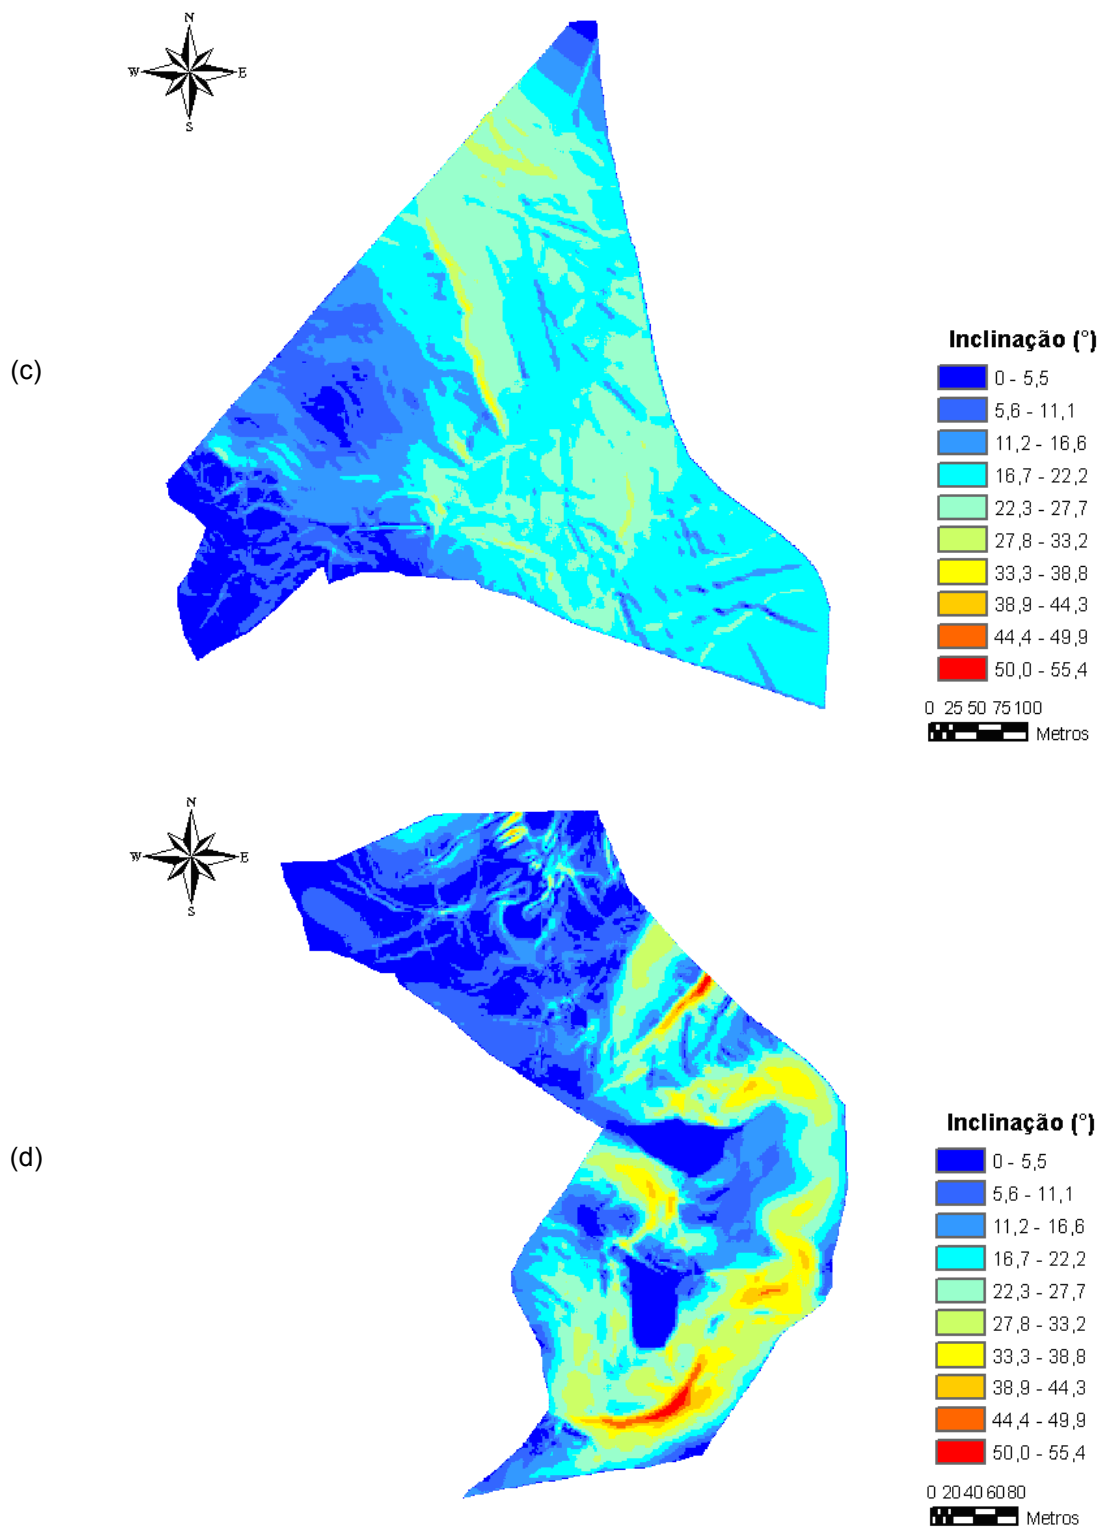 N
W E
S
(c)
Inclinação (°)
0 - 5,5
5,6 - 11,1
11,2 - 16,6
16,7 - 22,2
22,3 - 27,7
27,8 - 33,2
33,3 - 38,8
38,9 - 44,3
44,4 - 49,9
50,0 - 55,4
0 25 50 75 100
Metros
N
W E
S
(d)
Inclinação (°)
0 - 5,5
5,6 - 11,1
11,2 - 16,6
16,7 - 22,2
22,3 - 27,7
27,8 - 33,2
33,3 - 38,8
38,9 - 44,3
44,4 - 49,9
50,0 - 55,4
0 20 40 60 80
Metros